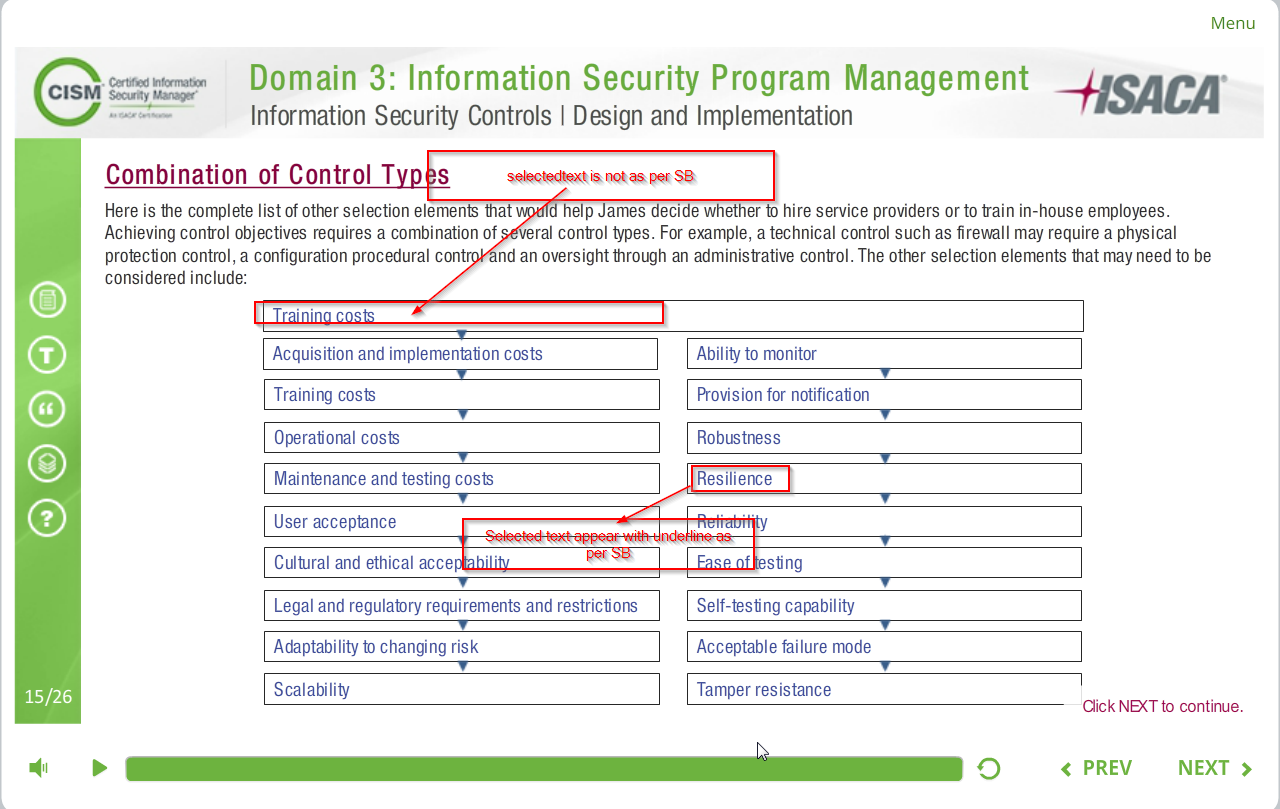 Menu
CISM
Certified Information
Security Manager®
An ISACA® Certification
Domain 3: Information Security Program Management
Information Security Controls | Design and Implementation
ISACA®
Combination of Control Types
selectedtext is not as per SB
Here is the complete list of other selection elements that would help James decide whether to hire service providers or to train in-house employees.
Achieving control objectives requires a combination of several control types. For example, a technical control such as firewall may require a physical
protection control, a configuration procedural control and an oversight through an administrative control. The other selection elements that may need to be
considered include:
Training costs
Acquisition and implementation costs
Training costs
Operational costs
Maintenance and testing costs
User acceptance
Cultural and ethical acceptability
Legal and regulatory requirements and restrictions
Adaptability to changing risk
Scalability
Ability to monitor
Provision for notification
Robustness
Resilience
Reliability
Ease of testing
Self-testing capability
Acceptable failure mode
Tamper resistance
Selected text appear with underline as
per SB
15/26
Click NEXT to continue.
PREV
NEXT